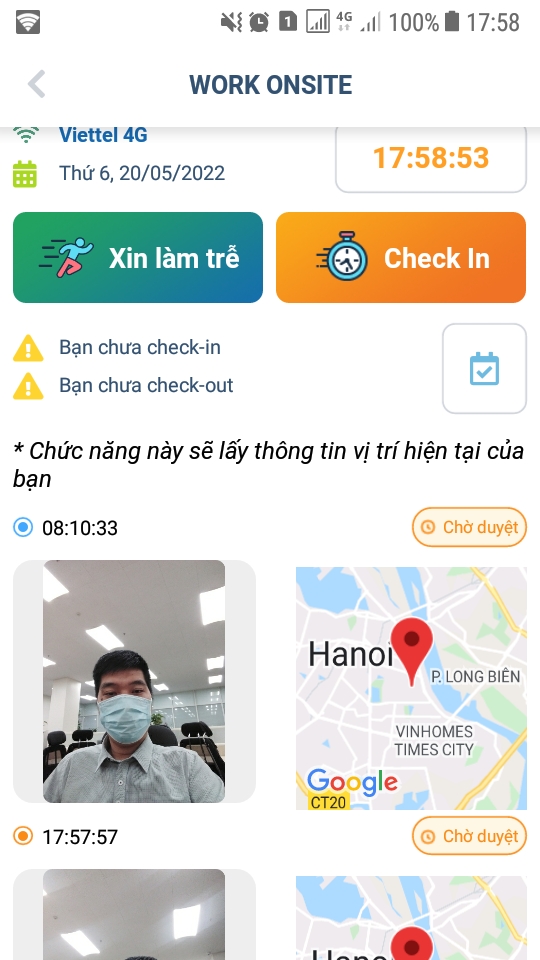 1 4G 100% 17:58
WORK ONSITE
Viettel 4G
17:58:53
Thứ 6, 20/05/2022
Xin làm trễ
Check In
Bạn chưa check-in
Bạn chưa check-out
* Chức năng này sẽ lấy thông tin vị trí hiện tại của
bạn
08:10:33
Chờ duyệt
Hanoi
P. LONG BIÊN
VINHOMES
TIMES CITY
Google
CT20
17:57:57
Chờ duyệt